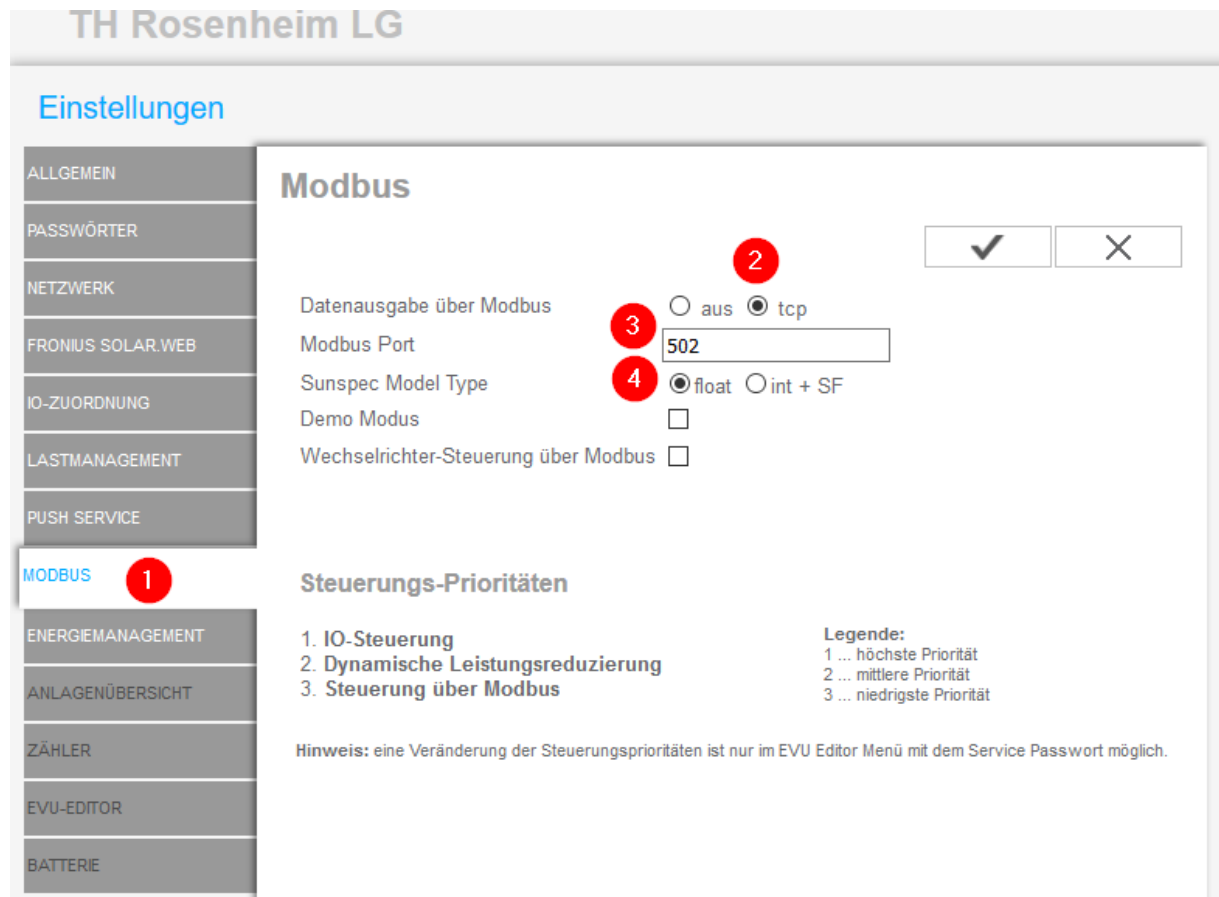 TH Rosenheim LG
Einstellungen
ALLGEMEIN
PASSWÖRTER
NETZWERK
FRONIUS SOLAR.WEB
IO-ZUORDNUNG
LASTMANAGEMENT
PUSH SERVICE
MODBUS 1
ENERGIEMANAGEMENT
ANLAGENÜBERSICHT
ZÄHLER
EVU-EDITOR
BATTERIE
Modbus
2
Datenausgabe über Modbus aus tcp
3
Modbus Port 502
Sunspec Model Type 4 float int + SF
Demo Modus
Wechselrichter-Steuerung über Modbus
Steuerungs-Prioritäten
1. IO-Steuerung
2. Dynamische Leistungsreduzierung
3. Steuerung über Modbus
Legende:
1 ... höchste Priorität
2 ... mittlere Priorität
3 ... niedrigste Priorität
Hinweis: eine Veränderung der Steuerungsprioritäten ist nur im EVU Editor Menü mit dem Service Passwort möglich.